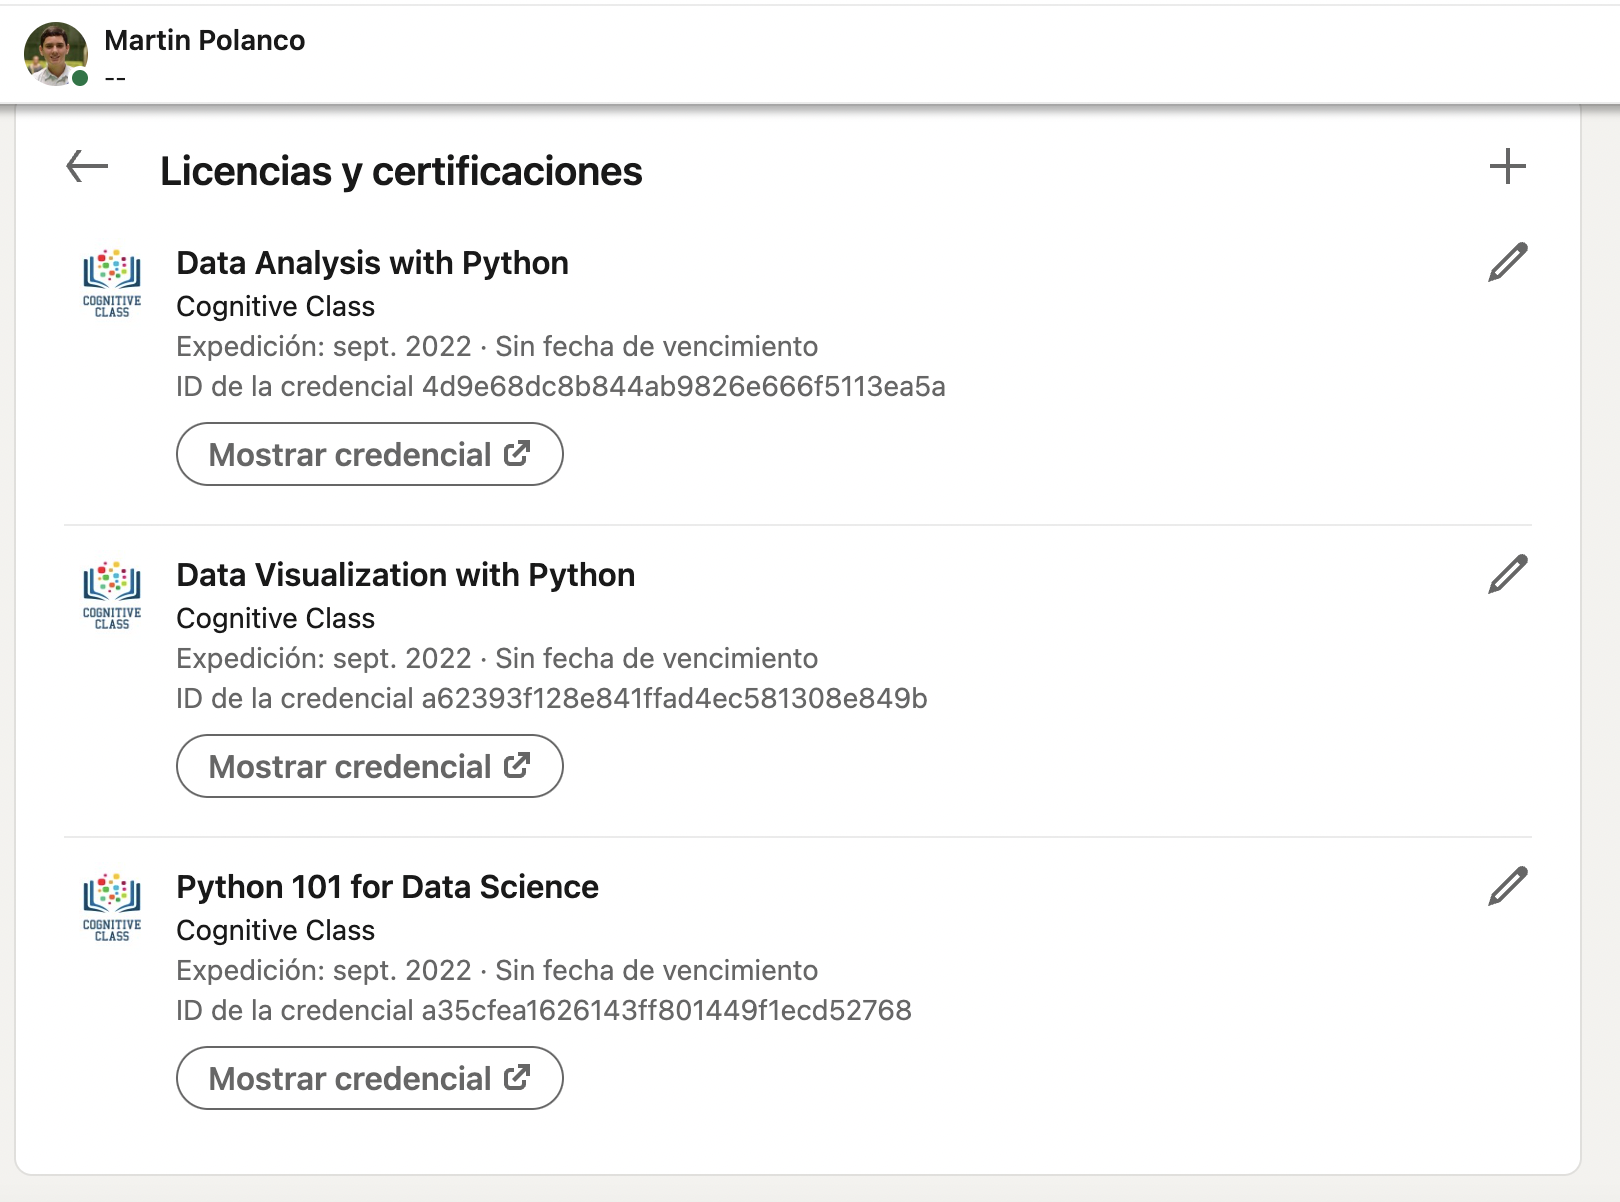 Martin Polanco
--
Licencias y certificaciones
COGNITIVE
CLASS
Data Analysis with Python
Cognitive Class
Expedición: sept. 2022 · Sin fecha de vencimiento
ID de la credencial 4d9e68dc8b844ab9826e666f5113ea5a
Mostrar credencial
COGNITIVE
CLASS
Data Visualization with Python
Cognitive Class
Expedición: sept. 2022 · Sin fecha de vencimiento
ID de la credencial a62393f128e841ffad4ec581308e849b
Mostrar credencial
COGNITIVE
CLASS
Python 101 for Data Science
Cognitive Class
Expedición: sept. 2022 · Sin fecha de vencimiento
ID de la credencial a35cfea1626143ff801449f1ecd52768
Mostrar credencial